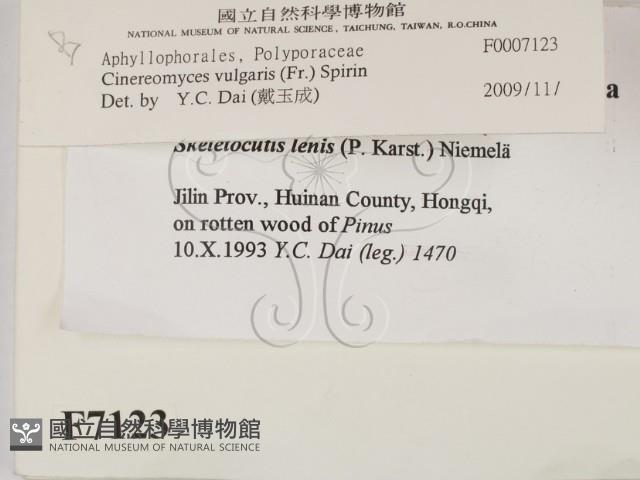 國立自然科學博物館
NATIONAL MUSEUM OF NATURAL SCIENCE, TAICHUNG, TAIWAN, R.O.CHINA
Aphyllophorales, Polyporaceae F0007123
Cinereomyces vulgaris (Fr.) Spirin
Det. by Y.C. Dai (戴玉成) 2009/11/
a
Skeletocutis lenis (P. Karst.) Niemelä
Jilin Prov., Huinan County, Hongqi,
on rotten wood of Pinus
10.X.1993 Y.C. Dai (leg.) 1470
F7123
國立自然科學博物館
NATIONAL MUSEUM OF NATURAL SCIENCE